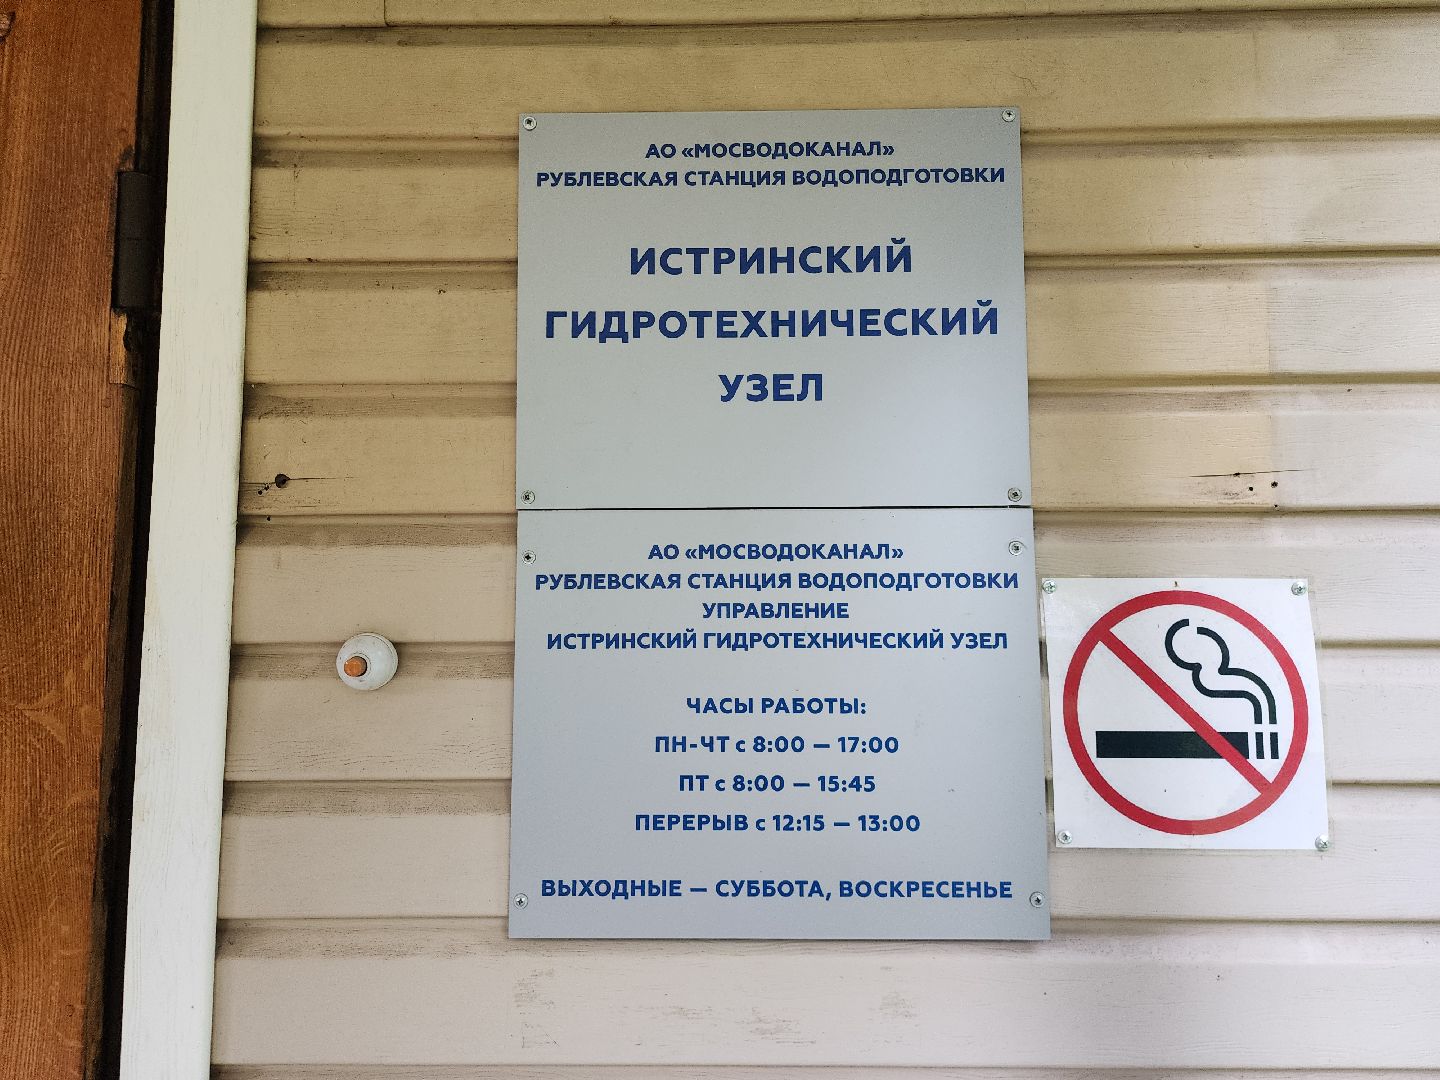 АО «МОСВОДОКАНАЛ»
РУБЛЕВСКАЯ СТАНЦИЯ ВОДОПОДГОТОВКИ
ИСТРИНСКИЙ
ГИДРОТЕХНИЧЕСКИЙ
УЗЕЛ
АО «МОСВОДОКАНАЛ»
РУБЛЕВСКАЯ СТАНЦИЯ ВОДОПОДГОТОВКИ
УПРАВЛЕНИЕ
ИСТРИНСКИЙ ГИДРОТЕХНИЧЕСКИЙ УЗЕЛ
ЧАСЫ РАБОТЫ:
ПН-ЧТ с 8:00 — 17:00
ПТ с 8:00 — 15:45
ПЕРЕРЫВ с 12:15 — 13:00
ВЫХОДНЫЕ — СУББОТА, ВОСКРЕСЕНЬЕ